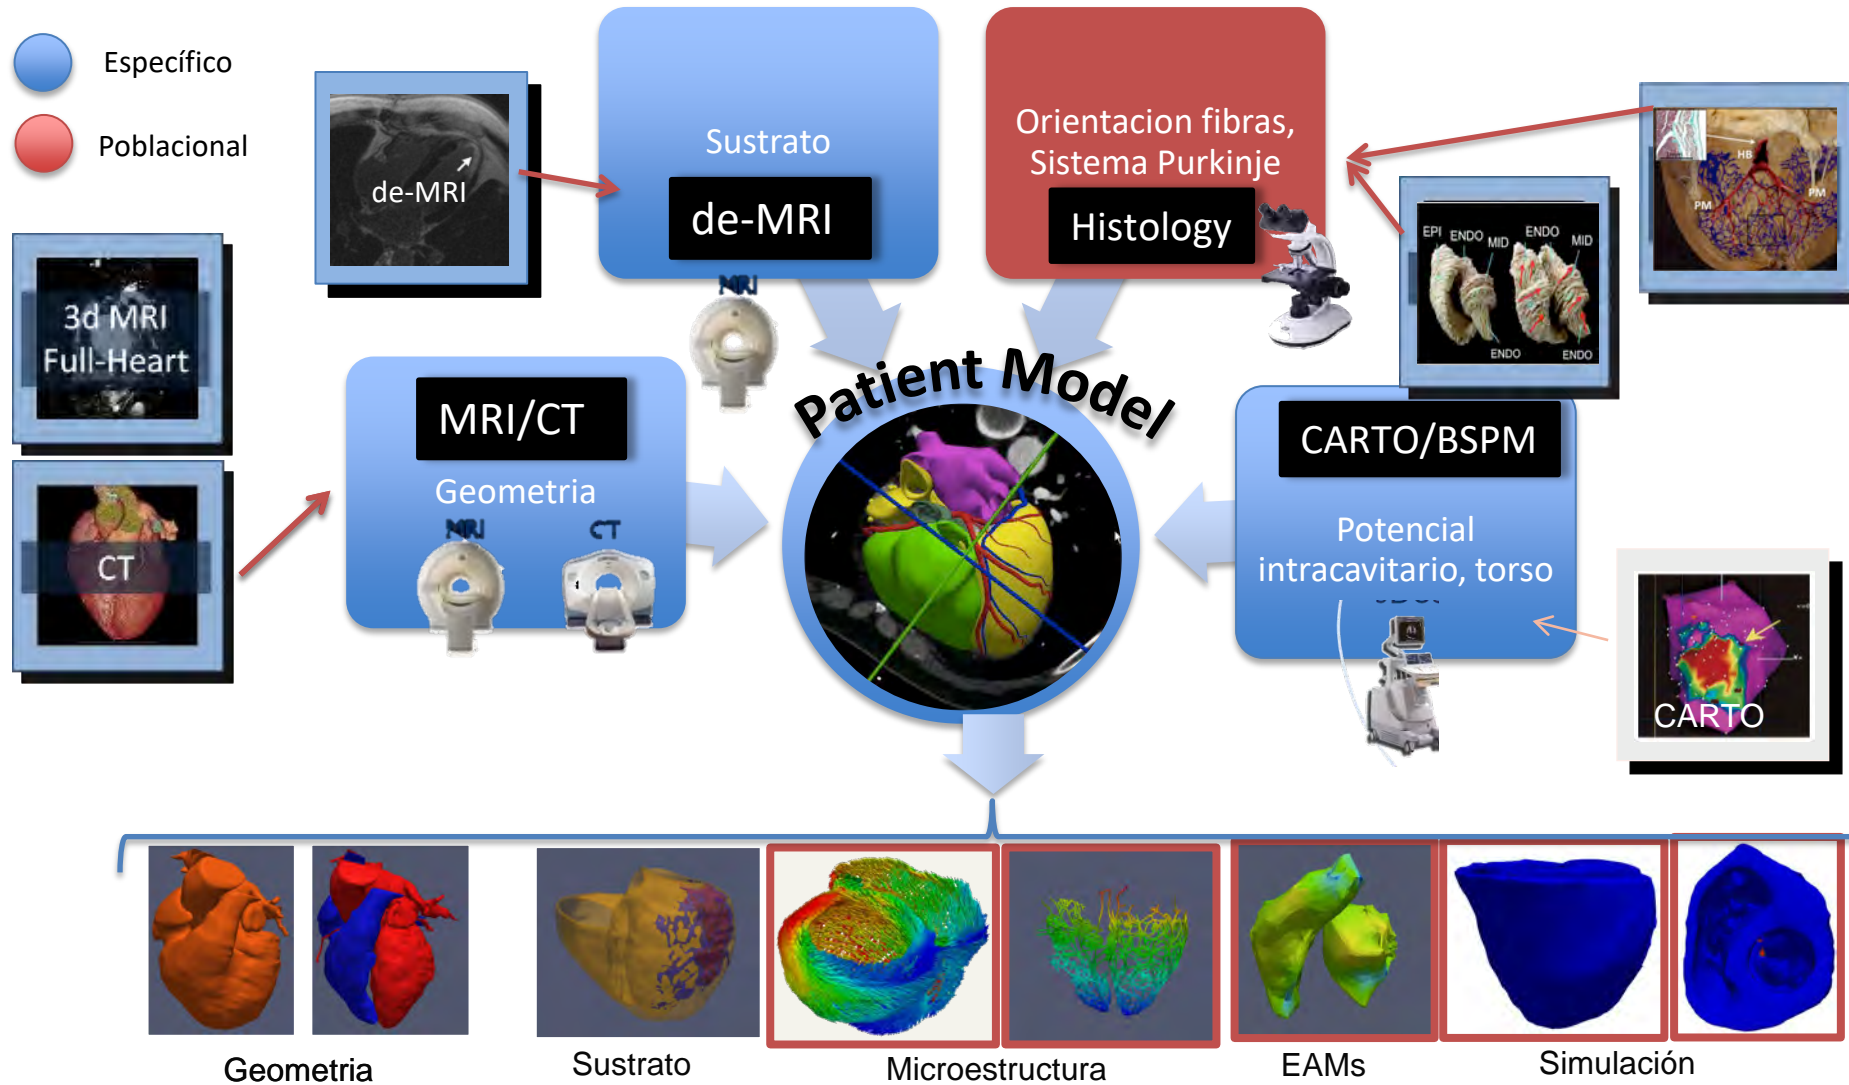 Específico
Poblacional
de-MRI
Sustrato
de-MRI
MRI
Orientacion fibras,
Sistema Purkinje
Histology
HB
PM
PM
EPI
ENDO
MID
ENDO
MID
ENDO
ENDO
3d MRI
Full-Heart
CT
MRI/CT
Geometria
MRI
CT
Patient Model
CARTO/BSPM
Potencial
intracavitario, torso
CARTO
Geometria
Sustrato
Microestructura
EAMs
Simulación